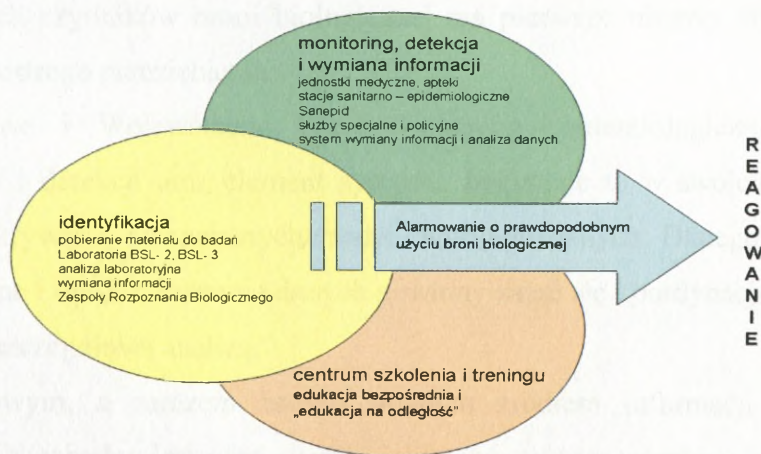 monitoring, detekcja
i wymiana informacji
jednostki medyczne, apteki
stacje sanitarno – epidemiologiczne
Sanepid
służby specjalne i policyjne
system wymiany informacji i analiza danych
identyfikacja
pobieranie materiału do badań
Laboratoria BSL- 2, BSL- 3
analiza laboratoryjna
wymiana informacji
Zespoły Rozpoznania Biologicznego
Alarmowanie o prawdopodobnym
użyciu broni biologicznej
REAGOWANIE
centrum szkolenia i treningu
edukacja bezpośrednia i
„edukacja na odległość”